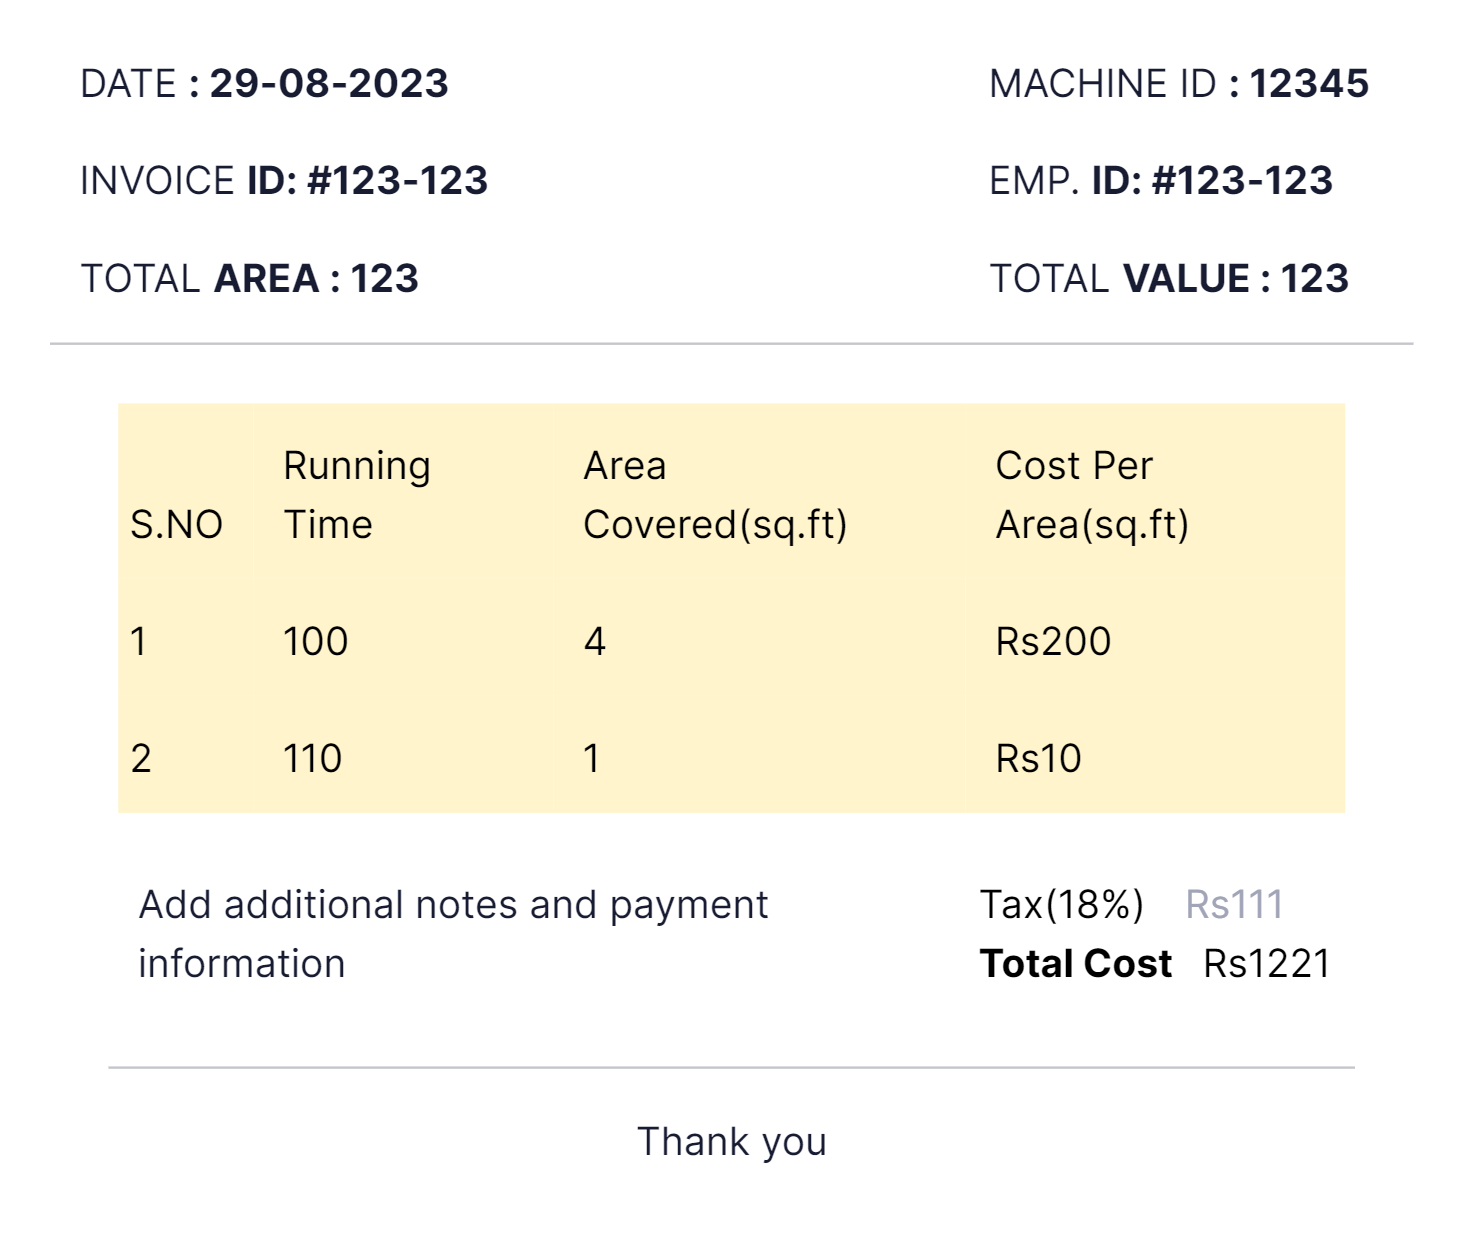 DATE : 29-08-2023
MACHINE ID : 12345
INVOICE ID: #123-123
EMP. ID: #123-123
TOTAL AREA : 123
TOTAL VALUE : 123
S.NO Running Time Area Covered(sq.ft) Cost Per Area(sq.ft)
1 100 4 Rs200
2 110 1 Rs10
Add additional notes and payment
information
Tax(18%) Rs111
Total Cost Rs1221
Thank you